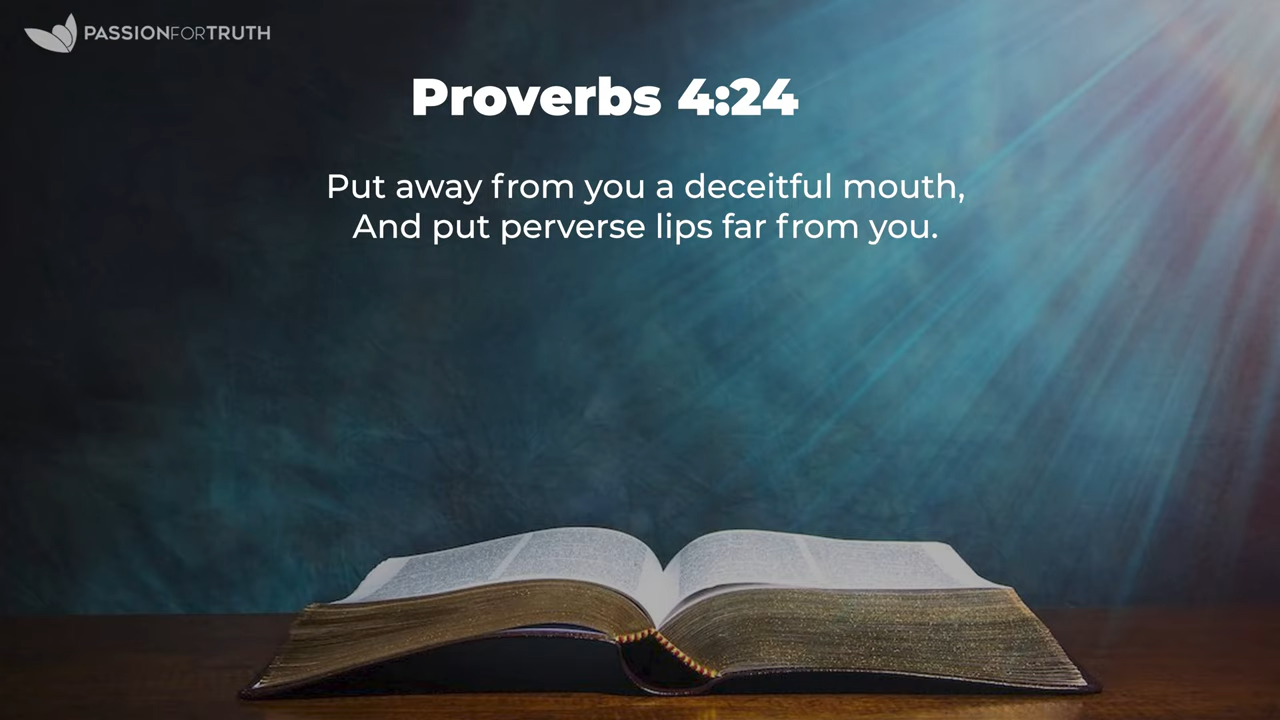 PASSIONFORTRUTH
Proverbs 4:24
Put away from you a deceitful mouth,
And put perverse lips far from you.